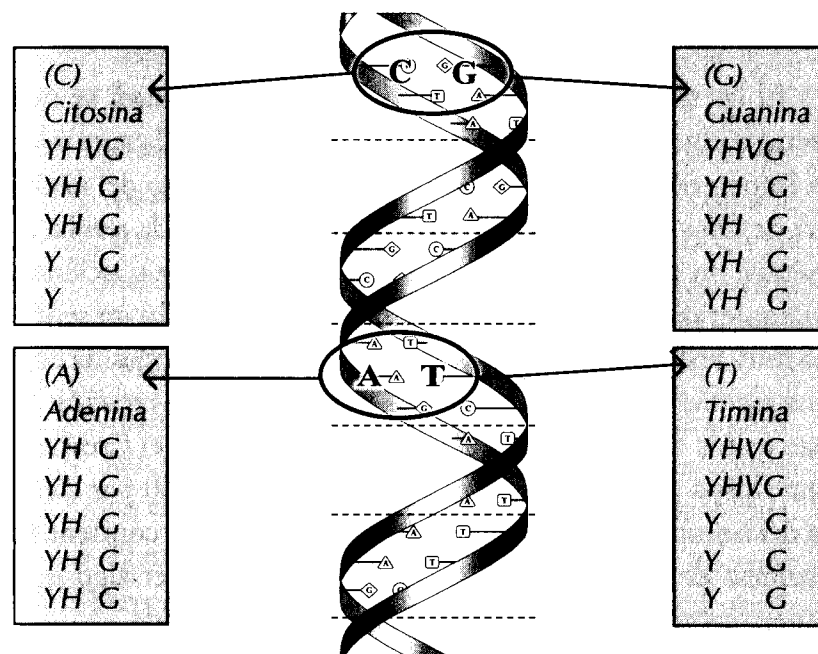 (C)
Citosina
YHVG
YH G
YH G
Y G
Y
(G)
Guanina
YHVG
YH G
YH G
YH G
YH G
(A)
Adenina
YH G
YH G
YH G
YH G
YH G
(T)
Timina
YHVG
YHVG
Y G
Y G
Y G
C G
G
T A
A T
C G
T A
G C
C
A T
A A T
G C
A T
A T
A T
A T
G